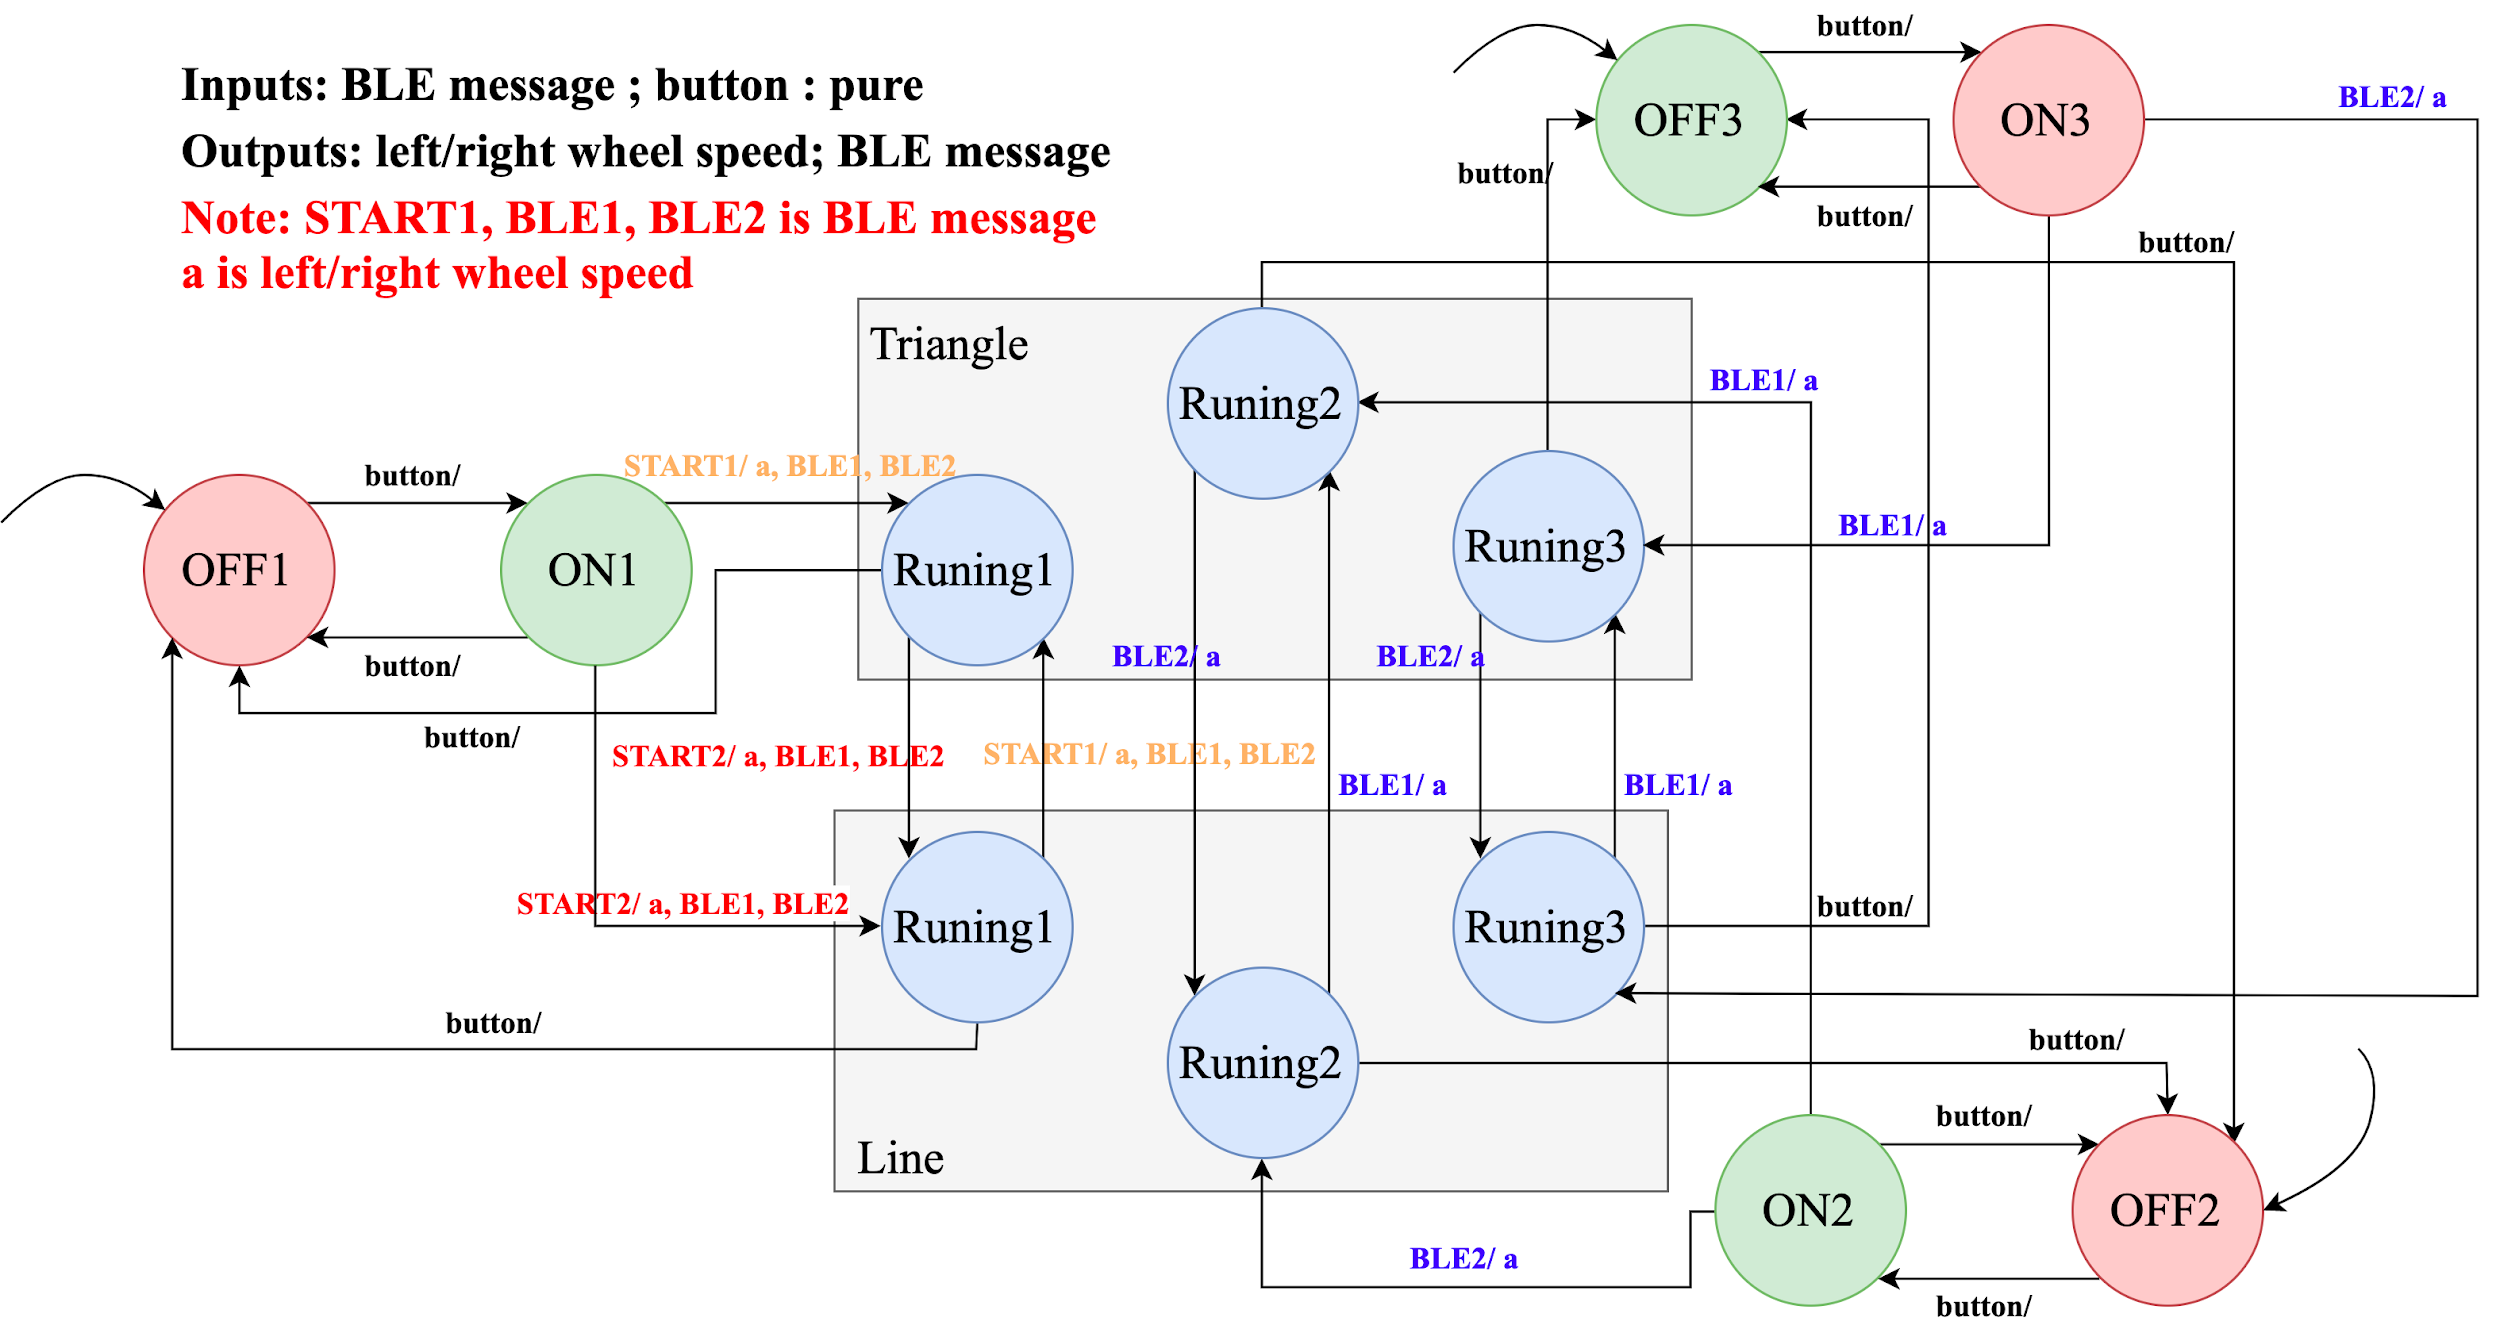 Inputs: BLE message ; button : pure
Outputs: left/right wheel speed; BLE message
Note: START1, BLE1, BLE2 is BLE message
a is left/right wheel speed
button/
OFF3
ON3
BLE2/ a
button/
button/
button/
Triangle
Runing2
BLE1/ a
button/
START1/ a, BLE1, BLE2
Runing3
BLE1/ a
OFF1
ON1
Runing1
button/
BLE2/ a
BLE2/ a
button/
START2/ a, BLE1, BLE2
START1/ a, BLE1, BLE2
BLE1/ a
BLE1/ a
START2/ a, BLE1, BLE2
Runing1
Runing3
button/
button/
Runing2
button/
Line
button/
ON2
OFF2
BLE2/ a
button/